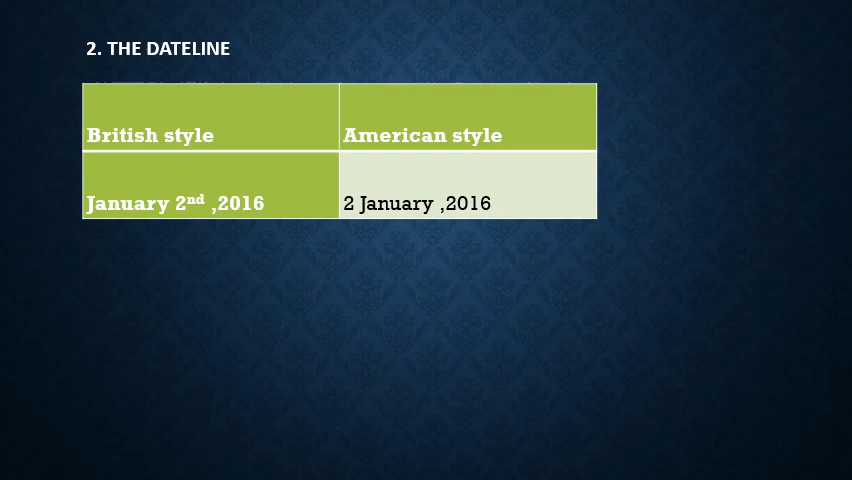 2. THE DATELINE
British style
American style
January 2nd ,2016
2 January ,2016